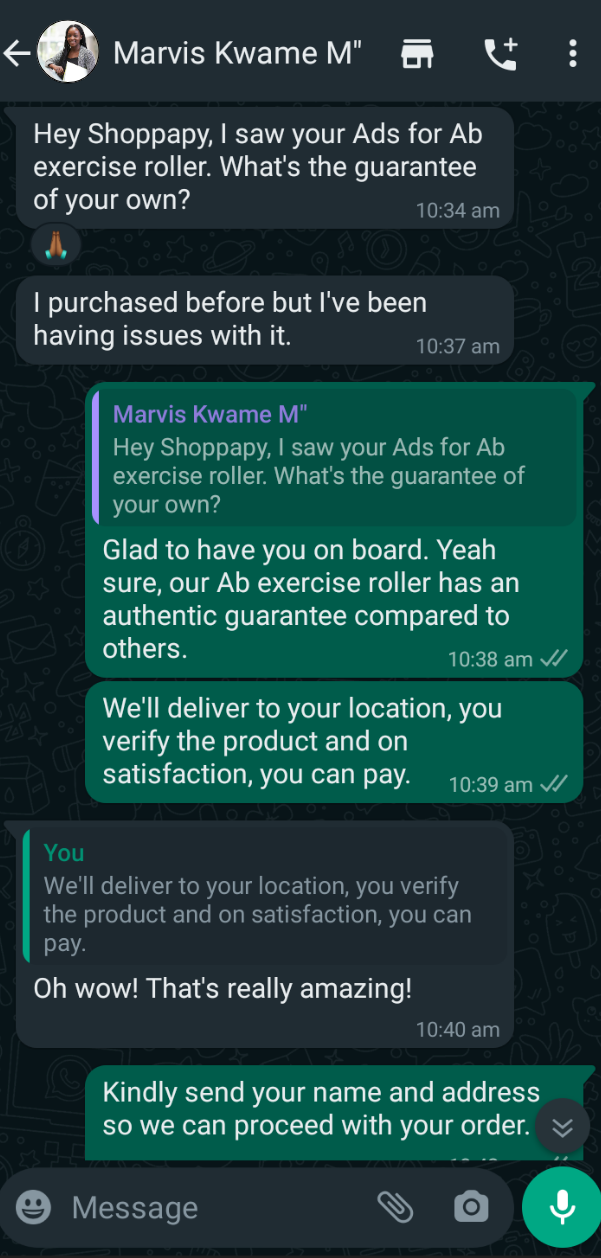 Marvis Kwame M"
Hey Shoppapy, I saw your Ads for Ab
exercise roller. What's the guarantee
of your own?
10:34 am
I purchased before but I've been
having issues with it.
10:37 am
Marvis Kwame M"
Hey Shoppapy, I saw your Ads for Ab
exercise roller. What's the guarantee of
your own?
Glad to have you on board. Yeah
sure, our Ab exercise roller has an
authentic guarantee compared to
others.
10:38 am
We'll deliver to your location, you
verify the product and on
satisfaction, you can pay.
10:39 am
You
We'll deliver to your location, you verify
the product and on satisfaction, you can
pay.
Oh wow! That's really amazing!
10:40 am
Kindly send your name and address
so we can proceed with your order.
Message